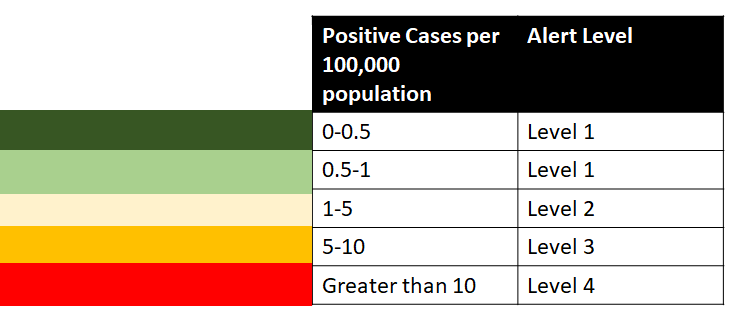 Positive Cases per Alert Level
100,000
population
0-0.5 Level 1
0.5-1 Level 1
1-5 Level 2
5-10 Level 3
Greater than 10 Level 4